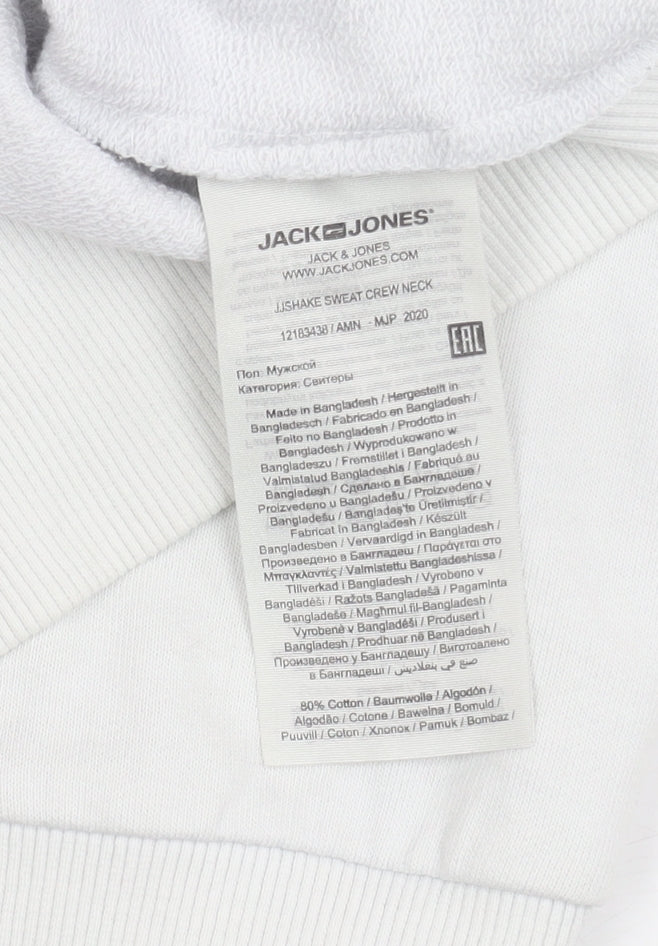 JACK JONES®
JACK & JONES
WWW.JACKJONES.COM
JJSHAKE SWEAT CREW NECK
12183438 / AMN - MJP 2020
EAC
Пол: Мужской
Категория: Свитеры
Made in Bangladesh / Hergestellt in
Bangladesch / Fabricado en Bangladesh /
Feito no Bangladesh / Prodotto in
Bangladesh / Wyprodukowano w
Bangladeszu / Fremstillet i Bangladesh /
Valmistatud Bangladeshis / Fabriqué au
Bangladesh / Сделано в Бангладеше /
Proizvedeno u Bangladešu / Proizvedeno v
Bangladešu / Bangladeş'te Üretilmiştir /
Fabricat în Bangladesh / Készült
Bangladesben / Vervaardigd in Bangladesh /
Произведено в Бангладеш / Παράγεται στο
Μπαγκλαντές / Valmistettu Bangladeshissa /
Tillverkad i Bangladesh / Vyrobeno v
Bangladéši / Ražots Bangladešā / Pagaminta
Bangladeše / Magħmul fil-Bangladesh /
Vyrobené v Bangladéši / Produsert i
Bangladesh / Prodhuar në Bangladesh /
Произведено у Бангладешу / Виготовлено
в Бангладеші / صنع في بنغلاديش
80% Cotton / Baumwolle / Algodón /
Algodão / Cotone / Bawełna / Bomuld /
Puuvill / Coton / Хлопок / Pamuk / Bombaz /